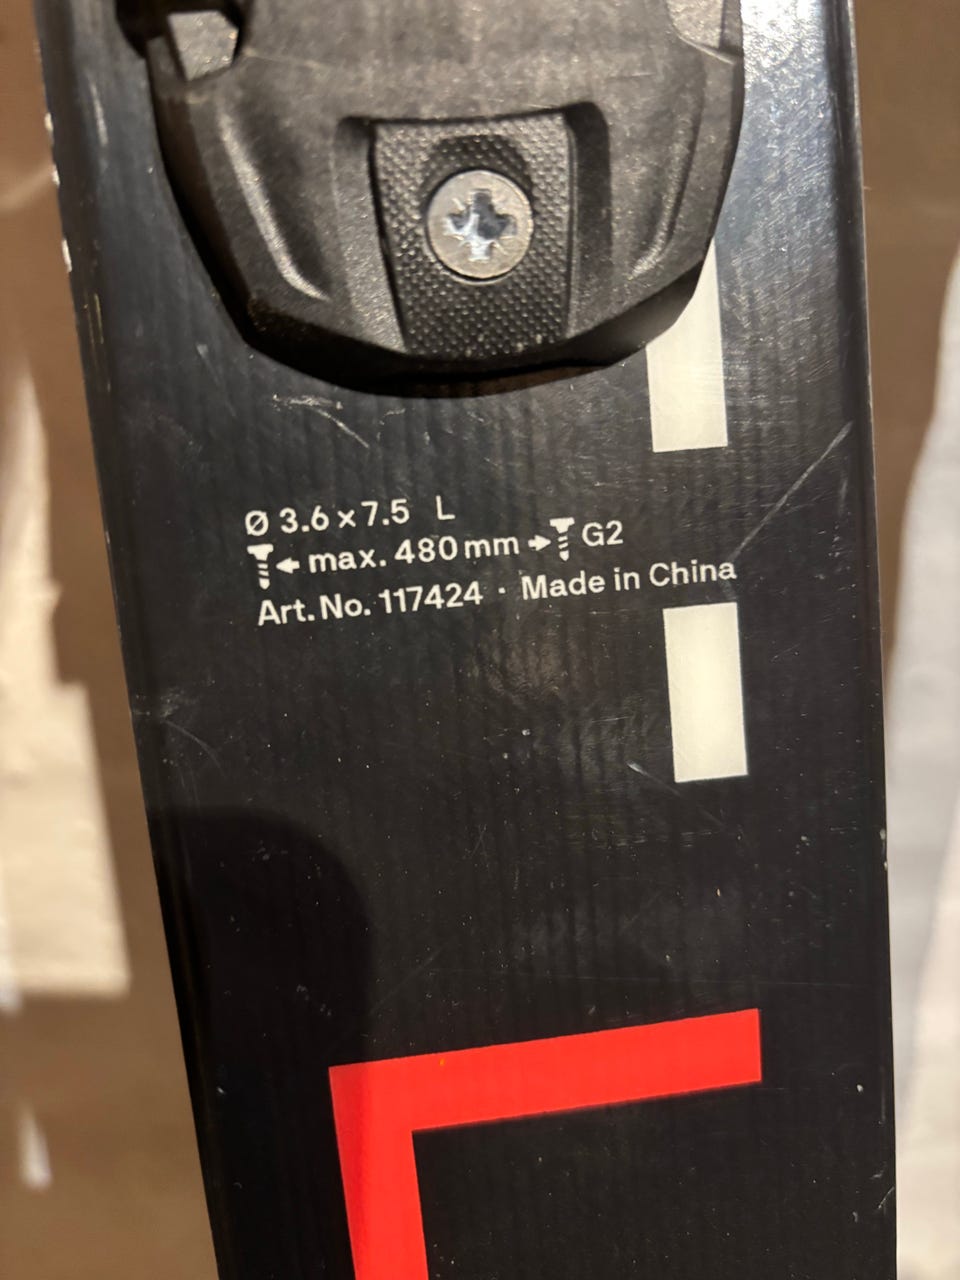 Ø 3.6 x 7.5 L
max. 480 mm G2
Art. No. 117424 · Made in China